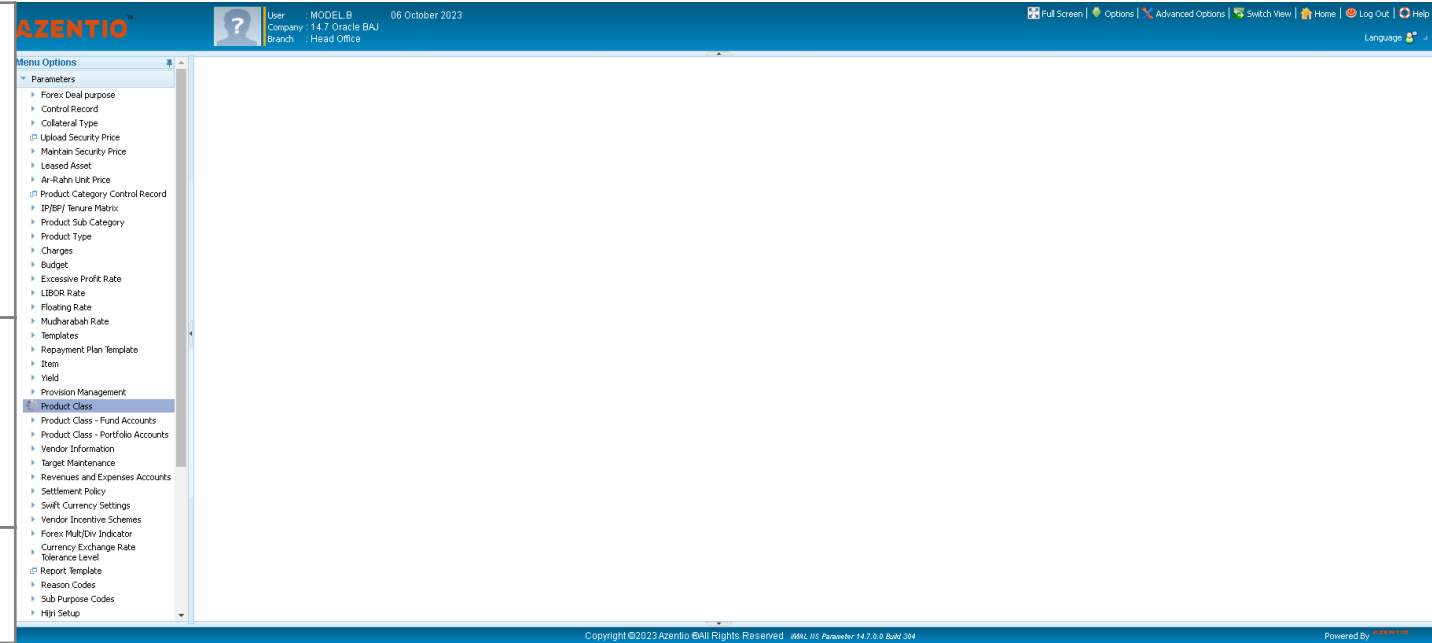 AZENTIO™
?
User : MODEL.B 06 October 2023
Company : 14.7 Oracle BAJ
Branch : Head Office
Full Screen | Options | Advanced Options | Switch View | Home | Log Out | Help
Language
Menu Options
Parameters
Forex Deal purpose
Control Record
Collateral Type
Upload Security Price
Maintain Security Price
Leased Asset
Ar-Rahn Unit Price
Product Category Control Record
IP/BP/ Tenure Matrix
Product Sub Category
Product Type
Charges
Budget
Excessive Profit Rate
LIBOR Rate
Floating Rate
Mudharabah Rate
Templates
Repayment Plan Template
Item
Yield
Provision Management
Product Class
Product Class - Fund Accounts
Product Class - Portfolio Accounts
Vendor Information
Target Maintenance
Revenues and Expenses Accounts
Settlement Policy
Swift Currency Settings
Vendor Incentive Schemes
Forex Mult/Div Indicator
Currency Exchange Rate
Tolerance Level
Report Template
Reason Codes
Sub Purpose Codes
Hijri Setup
Copyright ©2023 Azentio ®All Rights Reserved iMAL IIS Parameter 14.7.0.0 Build 304
Powered By AZENTIO